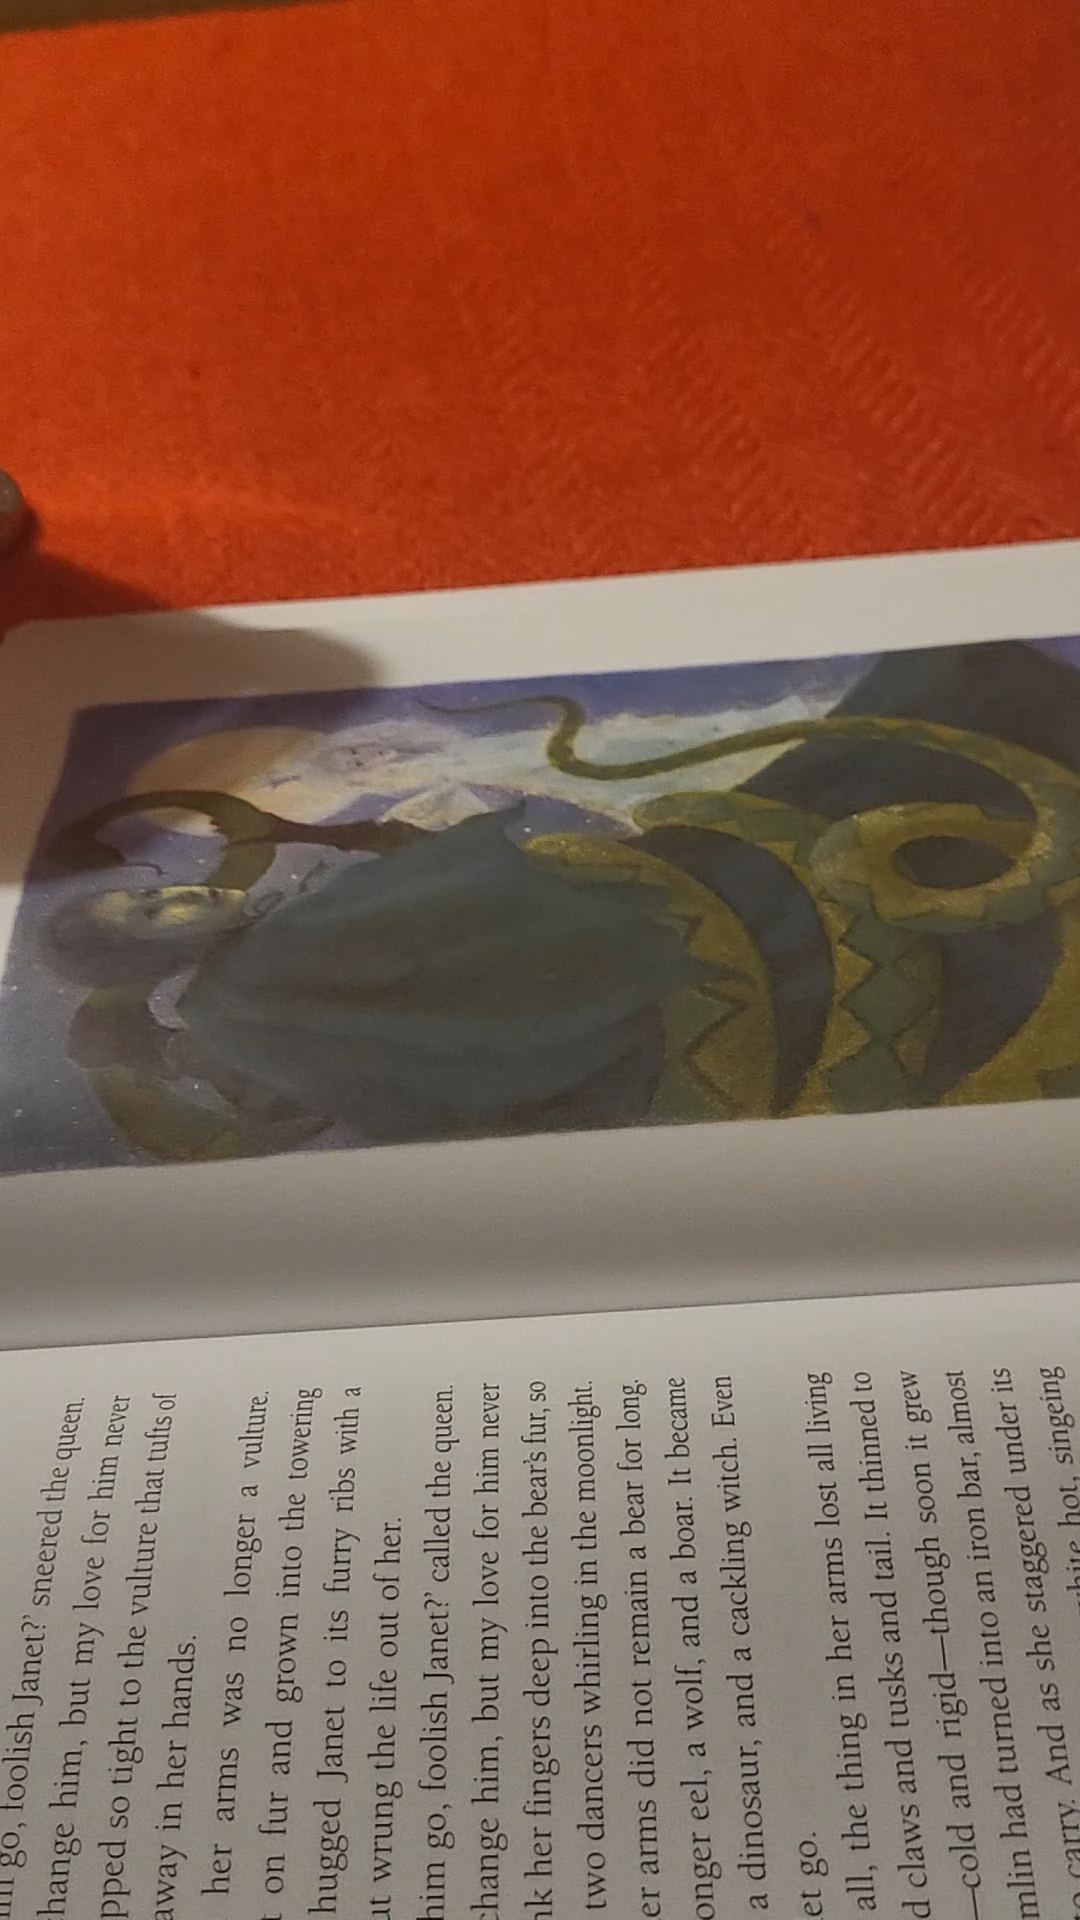 go, foolish Janet?’ sneered the queen.
hange him, but my love for him never
pped so tight to the vulture that tufts of
away in her hands.
her arms was no longer a vulture.
on fur and grown into the towering
hugged Janet to its furry ribs with a
ut wrung the life out of her.
him go, foolish Janet?’ called the queen.
change him, but my love for him never
nk her fingers deep into the bear’s fur, so
two dancers whirling in the moonlight.
er arms did not remain a bear for long.
onger eel, a wolf, and a boar. It became
a dinosaur, and a cackling witch. Even
et go.
all, the thing in her arms lost all living
d claws and tusks and tail. It thinned to
—cold and rigid—though soon it grew
mlin had turned into an iron bar, almost
carry. And as she staggered under its
hot, singeing